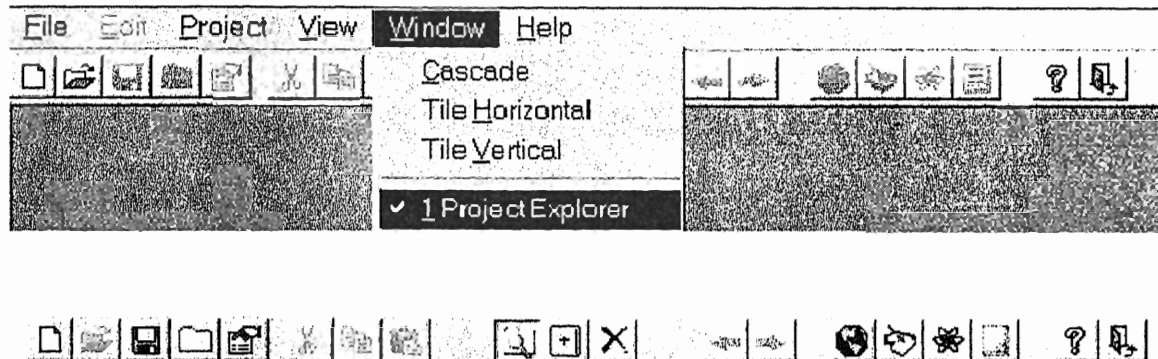 File Edit Project View Window Help
Cascade
Tile Horizontal
Tile Vertical
✓ 1 Project Explorer